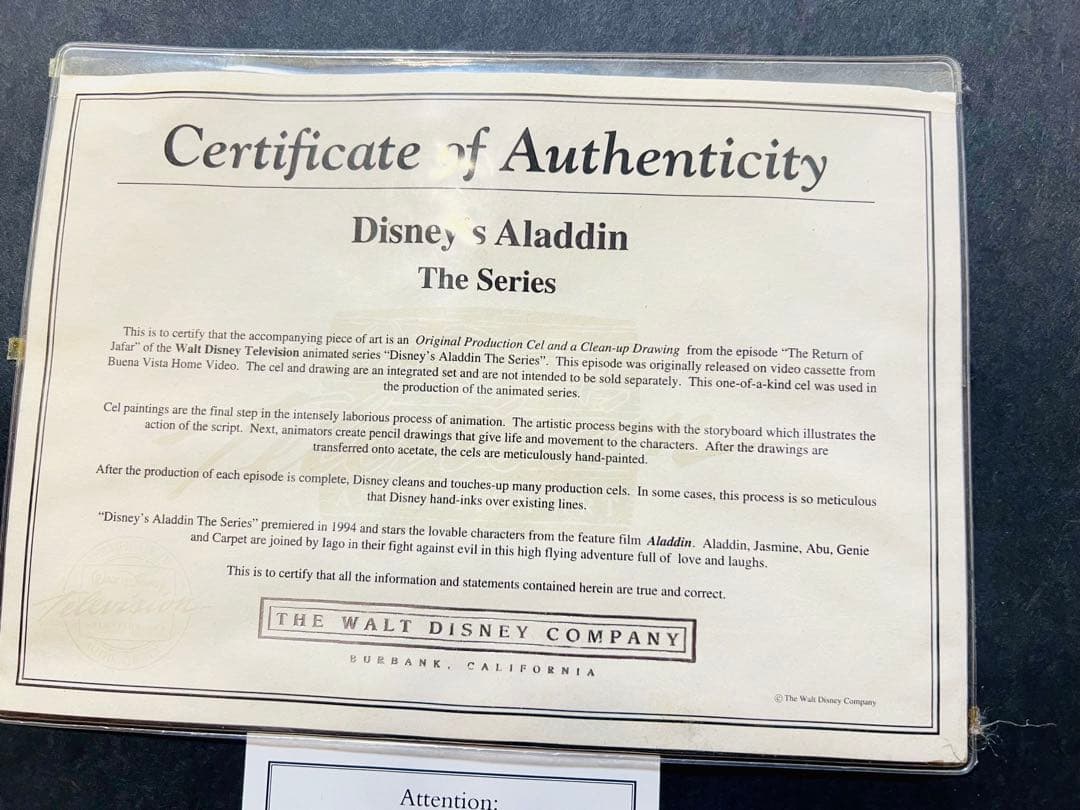 Certificate of Authenticity
Disney's Aladdin
The Series
This is to certify that the accompanying piece of art is an Original Production Cel and a Clean-up Drawing from the episode "The Return of
Jafar" of the Walt Disney Television animated series "Disney's Aladdin The Series". This episode was originally released on video cassette from
Buena Vista Home Video. The cel and drawing are an integrated set and are not intended to be sold separately. This one-of-a-kind cel was used in
the production of the animated series.
Cel paintings are the final step in the intensely laborious process of animation. The artistic process begins with the storyboard which illustrates the
action of the script. Next, animators create pencil drawings that give life and movement to the characters. After the drawings are
transferred onto acetate, the cels are meticulously hand-painted.
After the production of each episode is complete, Disney cleans and touches-up many production cels. In some cases, this process is so meticulous
that Disney hand-inks over existing lines.
"Disney's Aladdin The Series" premiered in 1994 and stars the lovable characters from the feature film Aladdin. Aladdin, Jasmine, Abu, Genie
and Carpet are joined by Iago in their fight against evil in this high flying adventure full of love and laughs.
This is to certify that all the information and statements contained herein are true and correct.
Television
THE WALT DISNEY COMPANY
BURBANK, CALIFORNIA
© The Walt Disney Company
Attention: